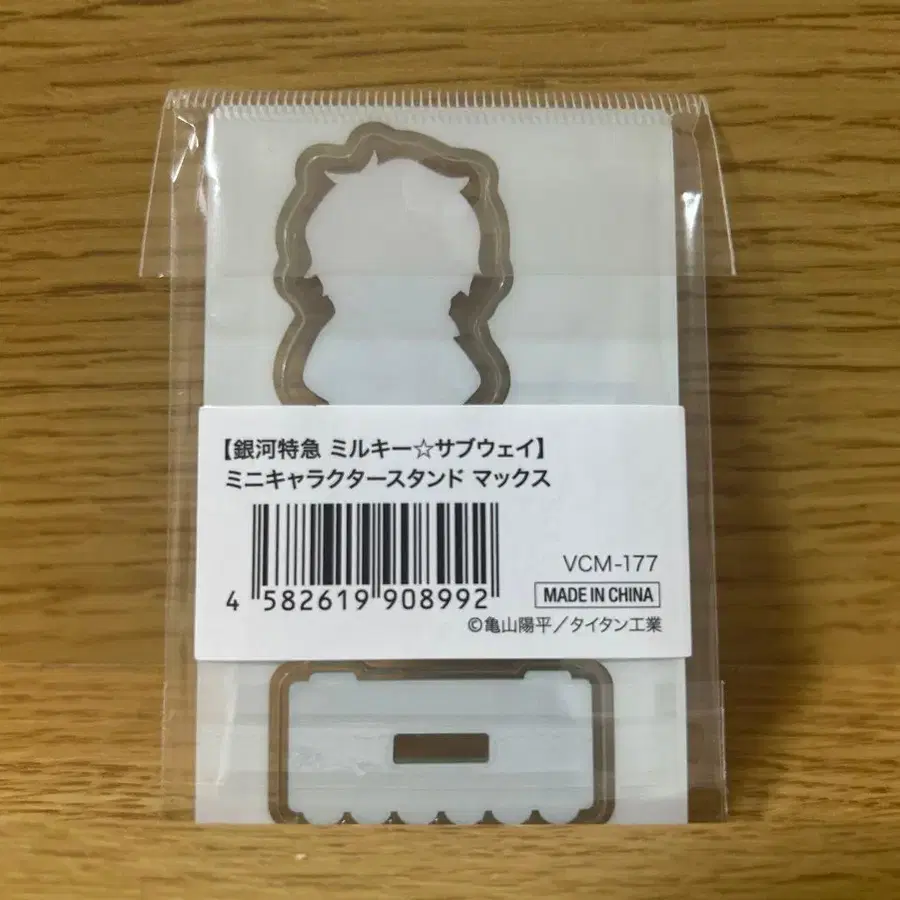 【銀河特急 ミルキー☆サブウェイ】
ミニキャラクタースタンド マックス
4 582619 908992
VCM-177
MADE IN CHINA
©亀山陽平／タイタン工業